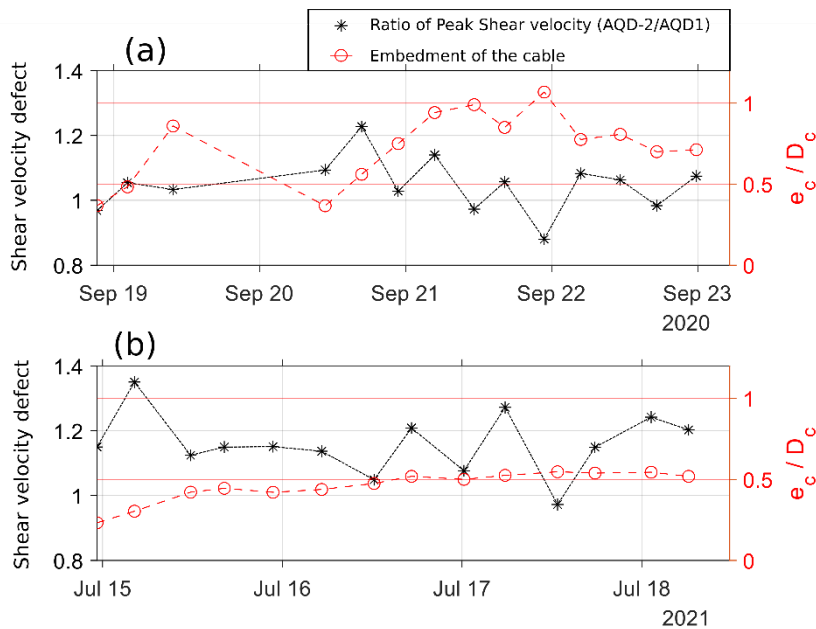 Ratio of Peak Shear velocity (AQD-2/AQD1)
Embedment of the cable
(a)
Shear velocity defect
1.4
1.2
1
0.8
1
0.5
0
e_c / D_c
Sep 19
Sep 20
Sep 21
Sep 22
Sep 23
2020
(b)
Shear velocity defect
1.4
1.2
1
0.8
1
0.5
0
e_c / D_c
Jul 15
Jul 16
Jul 17
Jul 18
2021